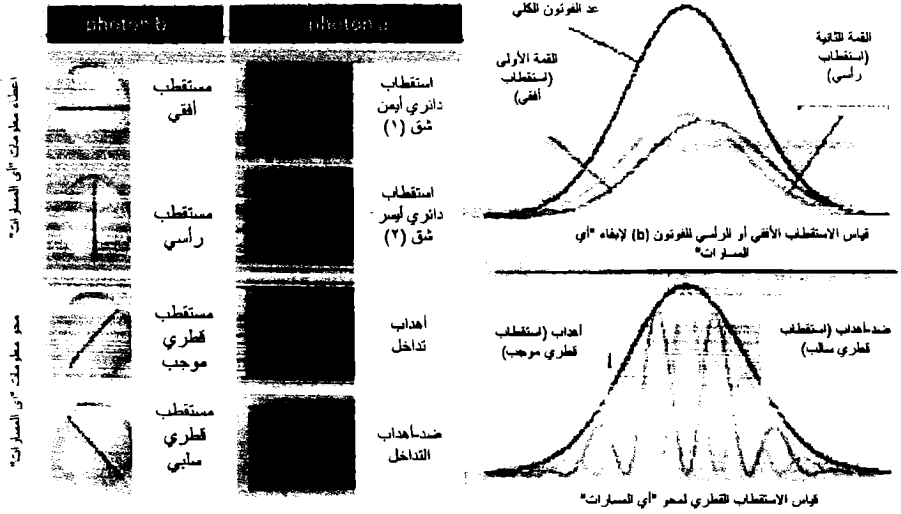 photon b
photon a
اعطاء معلومات "أي المسارات"
مستقطب
أفقي
استقطاب
دائري أيمن
شق (١)
مستقطب
رأسي
استقطاب
دائري أيسر
شق (٢)
محو معلومات "أي المسارات"
مستقطب
قطري
موجب
أهداب
تداخل
مستقطب
قطري
سلبي
ضد-أهداب
التداخل
عد الفوتون الكلي
القمة الأولى
(استقطاب
أفقي)
القمة الثانية
(استقطاب
رأسي)
قياس الاستقطاب الأفقي أو الرأسي للفوتون (b) لإبقاء "أي
المسارات"
أهداب (استقطاب
قطري موجب)
ضد-أهداب (استقطاب
قطري سالب)
قياس الاستقطاب القطري لمحو "أي المسارات"